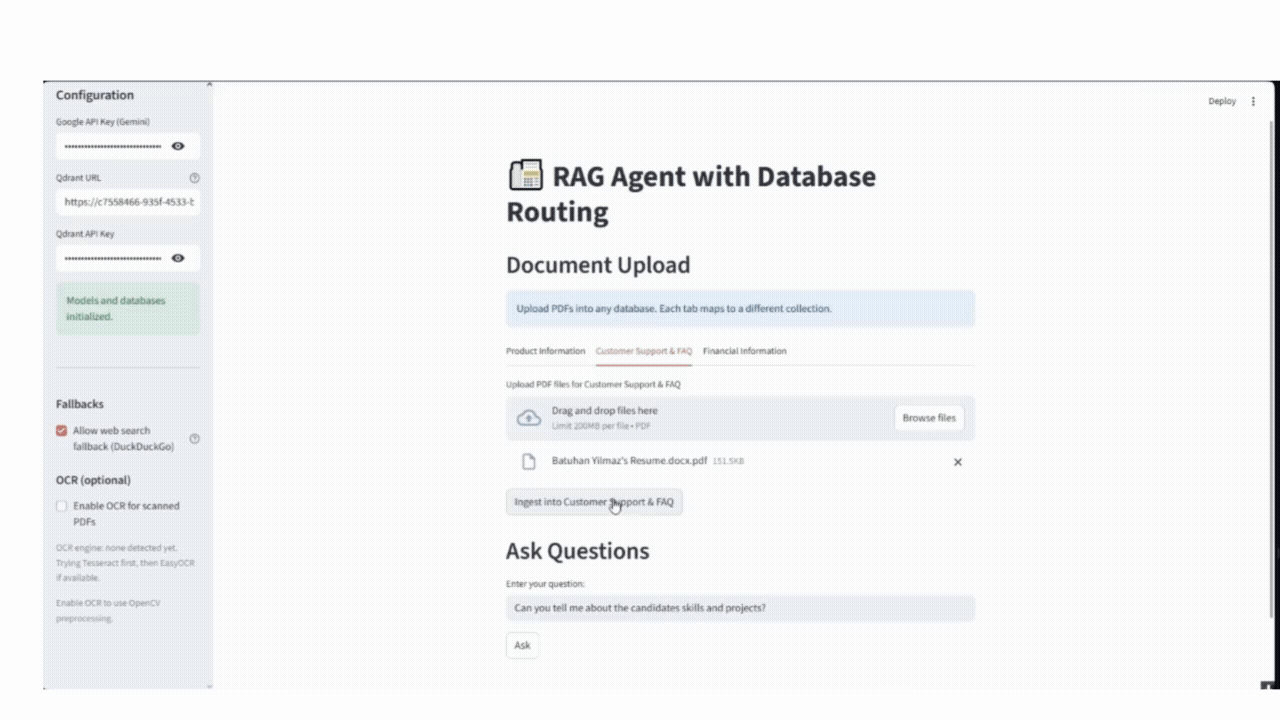 Configuration
Google API Key (Gemini)
Qdrant URL
https://c7558466-935f-4533-b
Qdrant API Key
Models and databases
initialized.
Fallbacks
Allow web search
fallback (DuckDuckGo)
OCR (optional)
Enable OCR for scanned
PDFs
OCR engine: none detected yet.
Trying Tesseract first, then EasyOCR
if available.
Enable OCR to use OpenCV
preprocessing.
Deploy
RAG Agent with Database
Routing
Document Upload
Upload PDFs into any database. Each tab maps to a different collection.
Product Information Customer Support & FAQ Financial Information
Upload PDF files for Customer Support & FAQ
Drag and drop files here
Limit 200MB per file • PDF
Browse files
Batuhan Yilmaz's Resume.docx.pdf 151.5KB
Ingest into Customer Support & FAQ
Ask Questions
Enter your question:
Can you tell me about the candidates skills and projects?
Ask